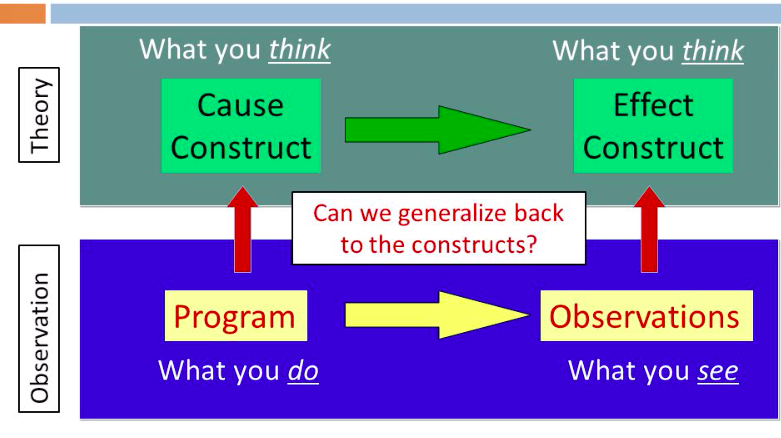 What you think
What you think
Theory
Cause
Construct
Effect
Construct
Can we generalize back
to the constructs?
Observation
Program
Observations
What you do
What you see